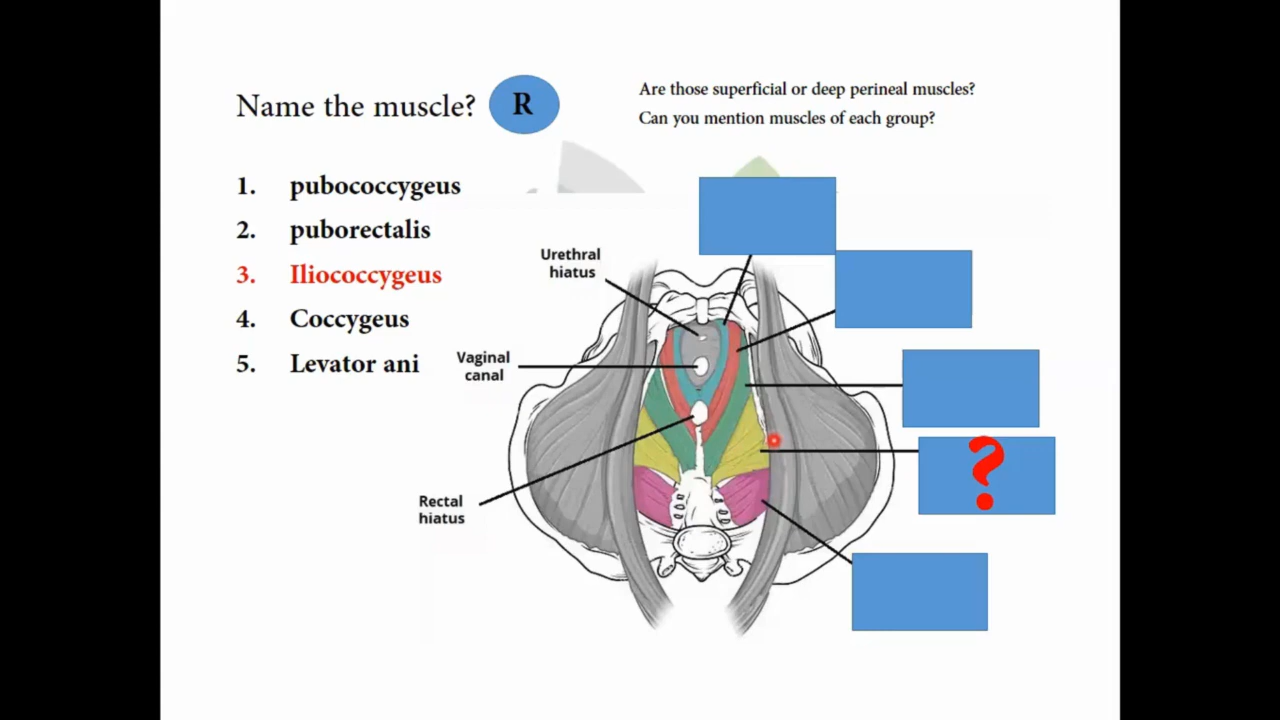 Name the muscle?
R
Are those superficial or deep perineal muscles?
Can you mention muscles of each group?
1. pubococcygeus
2. puborectalis
3. Iliococcygeus
4. Coccygeus
5. Levator ani
Urethral
hiatus
Vaginal
canal
Rectal
hiatus
?